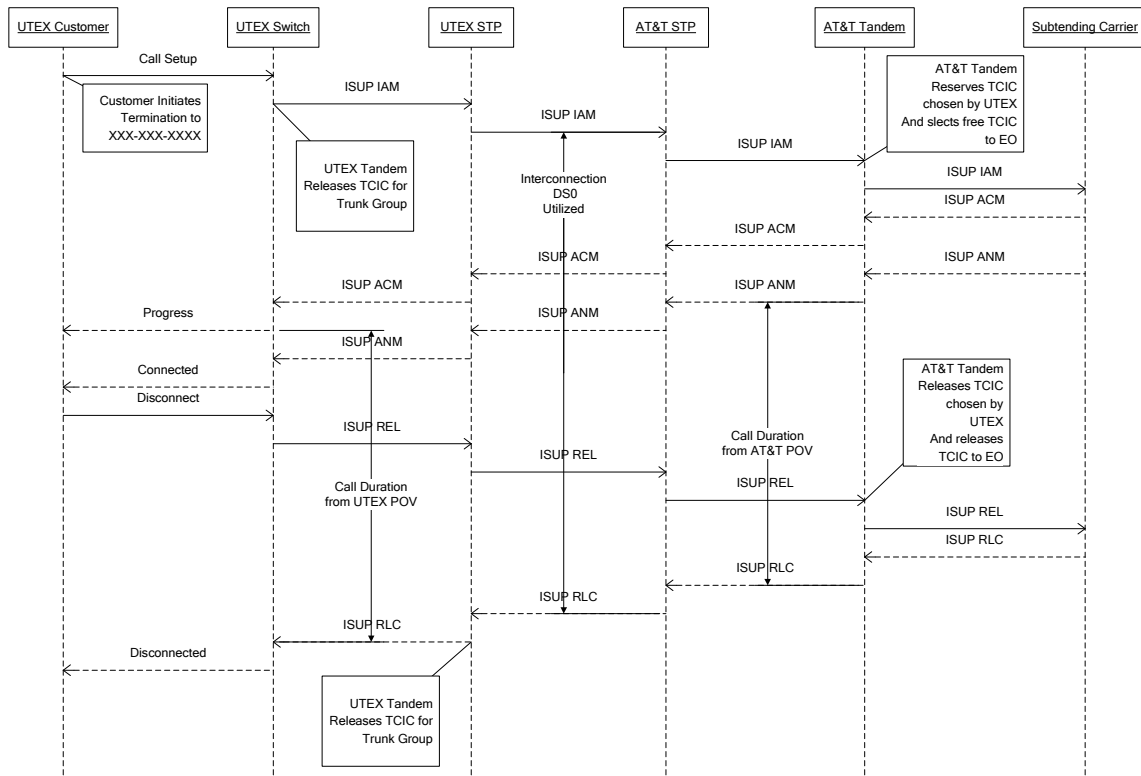 UTEX Customer
UTEX Switch
UTEX STP
AT&T STP
AT&T Tandem
Subtending Carrier
Call Setup
Customer Initiates
Termination to
XXX-XXX-XXXX
ISUP IAM
UTEX Tandem
Releases TCIC for
Trunk Group
ISUP IAM
Interconnection
DS0
Utilized
ISUP IAM
AT&T Tandem
Reserves TCIC
chosen by UTEX
And slects free TCIC
to EO
ISUP IAM
ISUP ACM
ISUP ACM
ISUP ACM
ISUP ANM
ISUP ACM
ISUP ANM
Progress
ISUP ANM
ISUP ANM
Connected
Disconnect
AT&T Tandem
Releases TCIC
chosen by
UTEX
And releases
TCIC to EO
ISUP REL
Call Duration
from AT&T POV
ISUP REL
Call Duration
from UTEX POV
ISUP REL
ISUP REL
ISUP RLC
ISUP RLC
ISUP RLC
ISUP RLC
Disconnected
UTEX Tandem
Releases TCIC for
Trunk Group